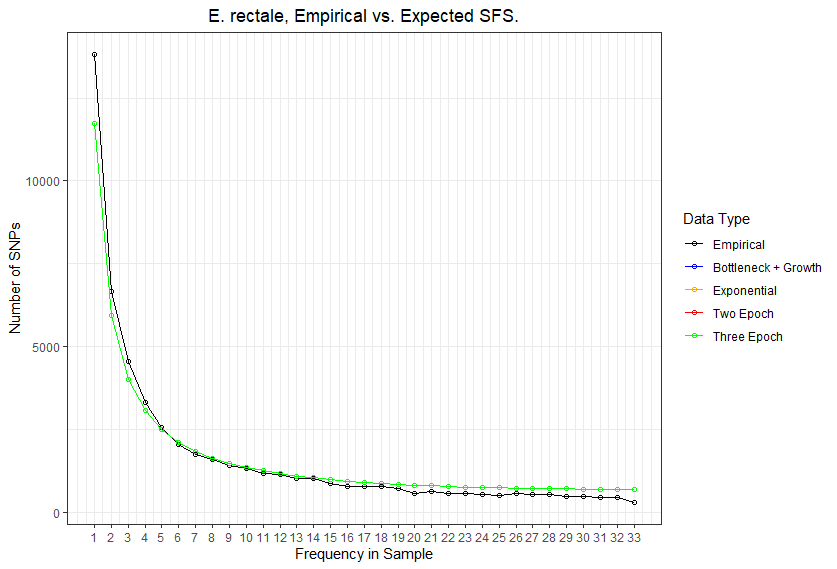 E. rectale, Empirical vs. Expected SFS.
Number of SNPs
10000
5000
0
1 2 3 4 5 6 7 8 9 10 11 12 13 14 15 16 17 18 19 20 21 22 23 24 25 26 27 28 29 30 31 32 33
Frequency in Sample
Data Type
Empirical
Bottleneck + Growth
Exponential
Two Epoch
Three Epoch